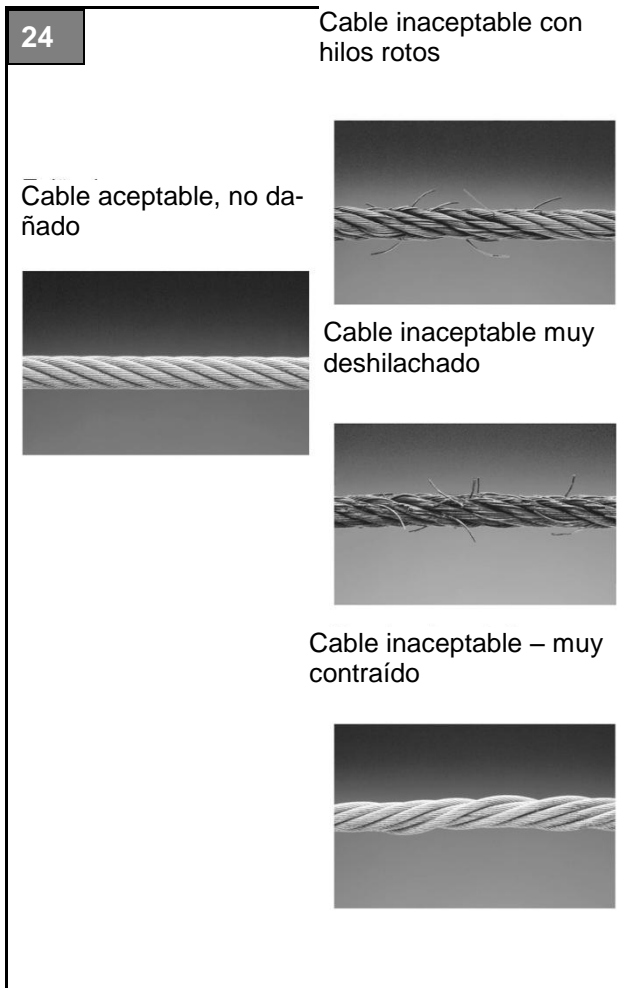 24
Cable inaceptable con
hilos rotos
Cable aceptable, no da-
ñado
Cable inaceptable muy
deshilachado
Cable inaceptable – muy
contraído